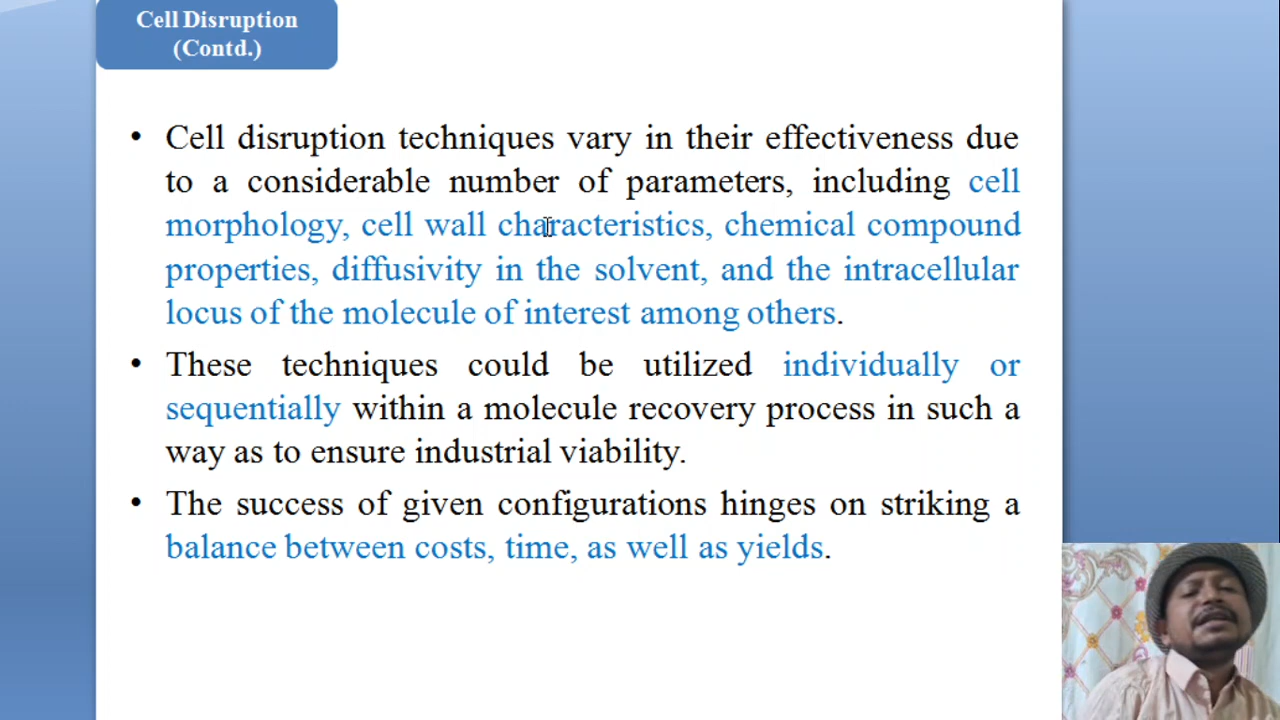 Cell Disruption
(Contd.)
• Cell disruption techniques vary in their effectiveness due
to a considerable number of parameters, including cell
morphology, cell wall characteristics, chemical compound
properties, diffusivity in the solvent, and the intracellular
locus of the molecule of interest among others.
• These techniques could be utilized individually or
sequentially within a molecule recovery process in such a
way as to ensure industrial viability.
• The success of given configurations hinges on striking a
balance between costs, time, as well as yields.